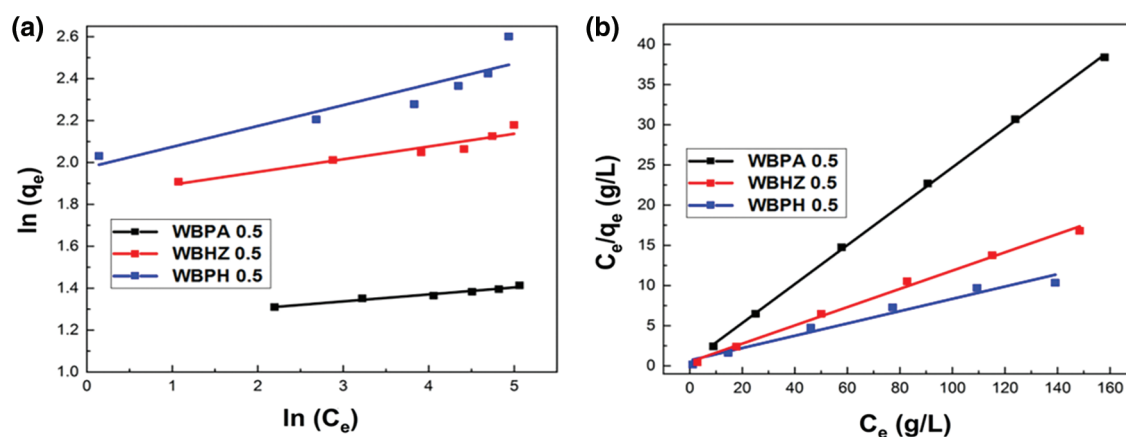 (a)
ln (qe)
2.6
2.4
2.2
2.0
1.8
1.6
1.4
1.2
1.0
WBPA 0.5
WBHZ 0.5
WBPH 0.5
0 1 2 3 4 5
ln (Ce)
(b)
Ce/qe (g/L)
40
35
30
25
20
15
10
5
0
WBPA 0.5
WBHZ 0.5
WBPH 0.5
0 20 40 60 80 100 120 140 160
Ce (g/L)